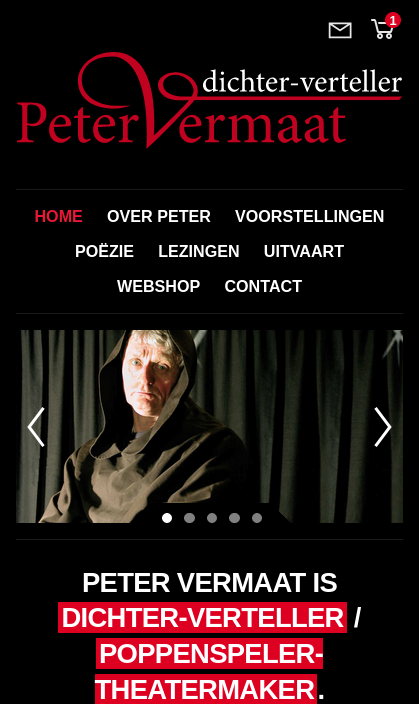 1
dichter-verteller
Peter Vermaat
HOME OVER PETER VOORSTELLINGEN
POËZIE LEZINGEN UITVAART
WEBSHOP CONTACT
PETER VERMAAT IS
DICHTER-VERTELLER /
POPPENSPELER-
THEATERMAKER.